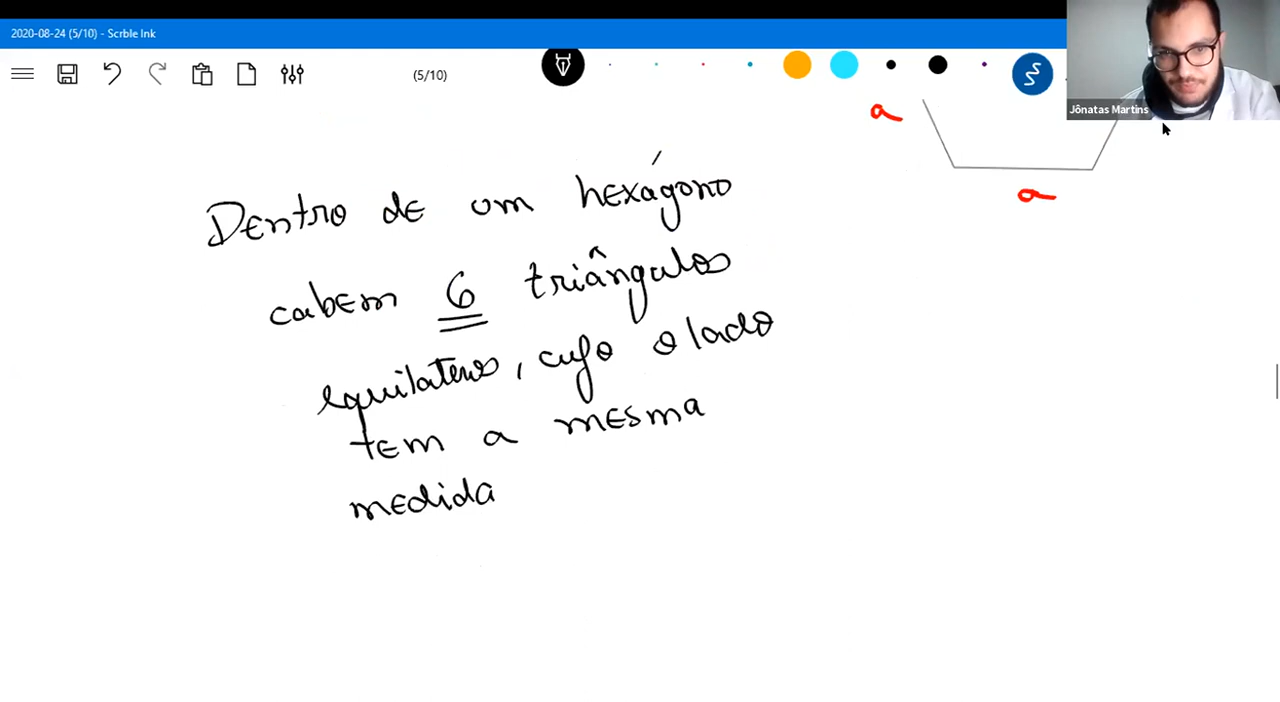 2020-08-24 (5/10) - Scrble Ink
(5/10)
Jônatas Martins
a
a
Dentro de um hexágono
cabem 6 triângulos
equilateros, cujo o lado
tem a mesma
medida